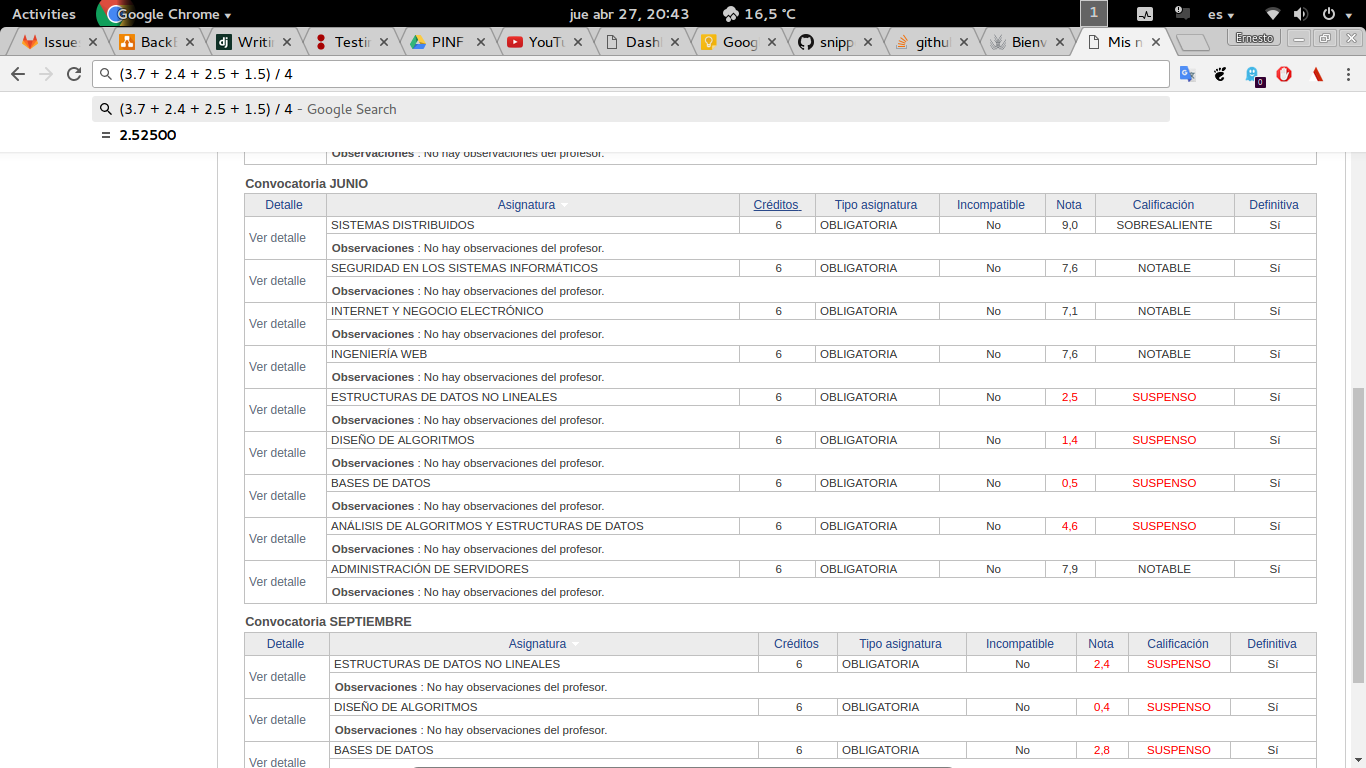 Activities Google Chrome jue abr 27, 20:43 16,5 °C 1 es
Issue BackE Writin Testin PINF YouTu Dashl Goog snipp githul Bienv Mis n Ernesto
(3.7 + 2.4 + 2.5 + 1.5) / 4
0
(3.7 + 2.4 + 2.5 + 1.5) / 4 - Google Search
= 2.52500
Observaciones : No hay observaciones del profesor.
Convocatoria JUNIO
Detalle Asignatura Créditos Tipo asignatura Incompatible Nota Calificación Definitiva
Ver detalle SISTEMAS DISTRIBUIDOS 6 OBLIGATORIA No 9,0 SOBRESALIENTE Sí
Observaciones : No hay observaciones del profesor.
Ver detalle SEGURIDAD EN LOS SISTEMAS INFORMÁTICOS 6 OBLIGATORIA No 7,6 NOTABLE Sí
Observaciones : No hay observaciones del profesor.
Ver detalle INTERNET Y NEGOCIO ELECTRÓNICO 6 OBLIGATORIA No 7,1 NOTABLE Sí
Observaciones : No hay observaciones del profesor.
Ver detalle INGENIERÍA WEB 6 OBLIGATORIA No 7,6 NOTABLE Sí
Observaciones : No hay observaciones del profesor.
Ver detalle ESTRUCTURAS DE DATOS NO LINEALES 6 OBLIGATORIA No 2,5 SUSPENSO Sí
Observaciones : No hay observaciones del profesor.
Ver detalle DISEÑO DE ALGORITMOS 6 OBLIGATORIA No 1,4 SUSPENSO Sí
Observaciones : No hay observaciones del profesor.
Ver detalle BASES DE DATOS 6 OBLIGATORIA No 0,5 SUSPENSO Sí
Observaciones : No hay observaciones del profesor.
Ver detalle ANÁLISIS DE ALGORITMOS Y ESTRUCTURAS DE DATOS 6 OBLIGATORIA No 4,6 SUSPENSO Sí
Observaciones : No hay observaciones del profesor.
Ver detalle ADMINISTRACIÓN DE SERVIDORES 6 OBLIGATORIA No 7,9 NOTABLE Sí
Observaciones : No hay observaciones del profesor.
Convocatoria SEPTIEMBRE
Detalle Asignatura Créditos Tipo asignatura Incompatible Nota Calificación Definitiva
Ver detalle ESTRUCTURAS DE DATOS NO LINEALES 6 OBLIGATORIA No 2,4 SUSPENSO Sí
Observaciones : No hay observaciones del profesor.
Ver detalle DISEÑO DE ALGORITMOS 6 OBLIGATORIA No 0,4 SUSPENSO Sí
Observaciones : No hay observaciones del profesor.
Ver detalle BASES DE DATOS 6 OBLIGATORIA No 2,8 SUSPENSO Sí